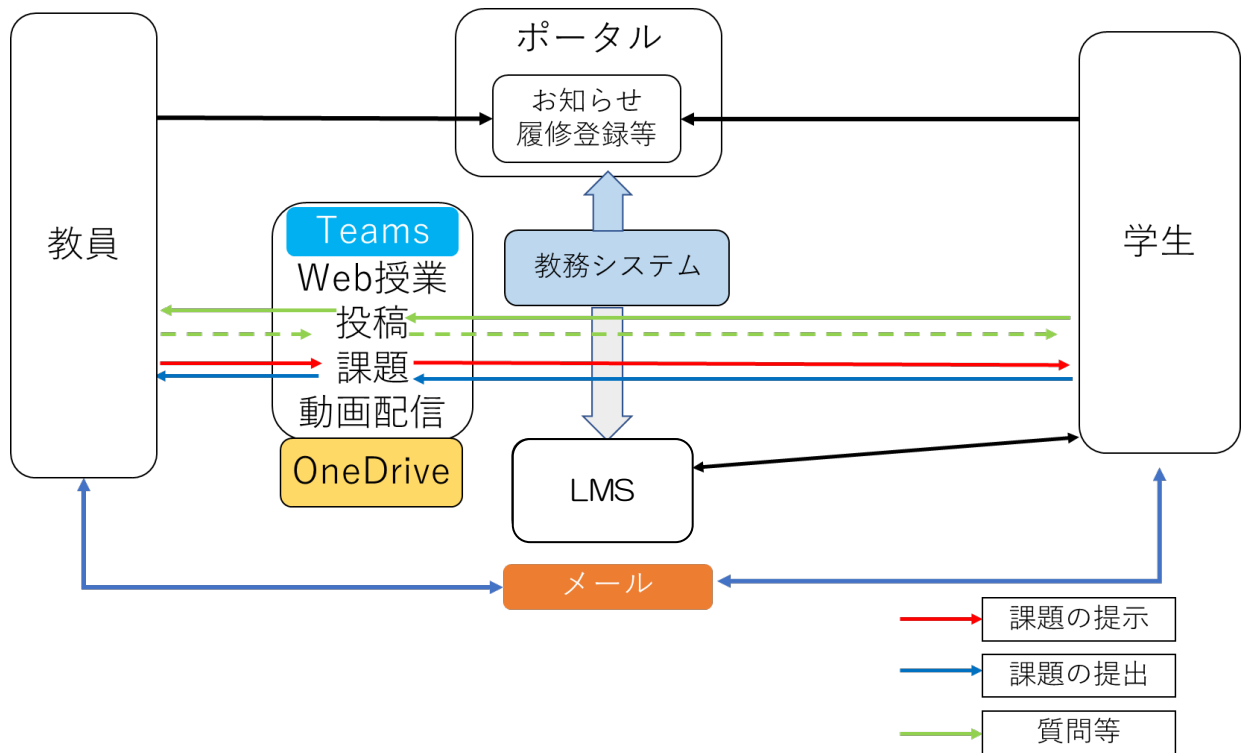 ポータル
お知らせ
履修登録等
教員
学生
Teams
Web授業
投稿
課題
動画配信
OneDrive
教務システム
LMS
メール
課題の提示
課題の提出
質問等